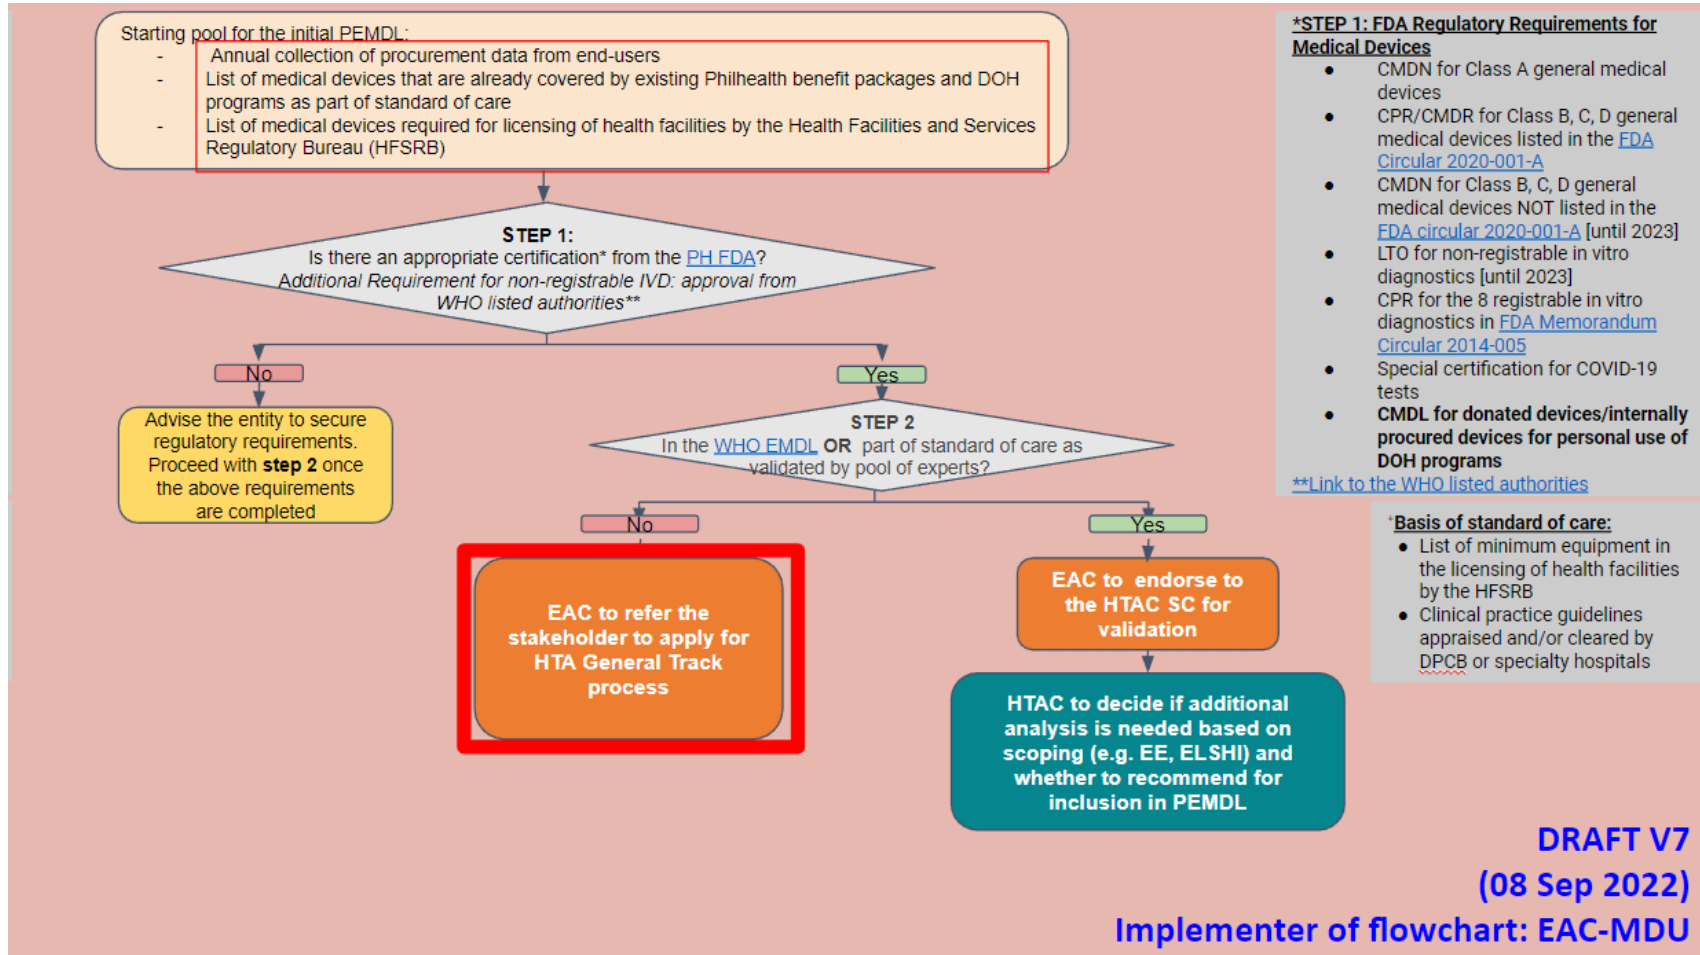 Starting pool for the initial PEMDL:
- Annual collection of procurement data from end-users
- List of medical devices that are already covered by existing Philhealth benefit packages and DOH
programs as part of standard of care
- List of medical devices required for licensing of health facilities by the Health Facilities and Services
Regulatory Bureau (HFSRB)
STEP 1:
Is there an appropriate certification* from the PH FDA?
Additional Requirement for non-registrable IVD: approval from
WHO listed authorities**
No
Yes
Advise the entity to secure
regulatory requirements.
Proceed with step 2 once
the above requirements
are completed
STEP 2
In the WHO EMDL OR part of standard of care as
validated by pool of experts?
No
Yes
EAC to refer the
stakeholder to apply for
HTA General Track
process
EAC to endorse to
the HTAC SC for
validation
HTAC to decide if additional
analysis is needed based on
scoping (e.g. EE, ELSHI) and
whether to recommend for
inclusion in PEMDL
*STEP 1: FDA Regulatory Requirements for
Medical Devices
● CMDN for Class A general medical
devices
● CPR/CMDR for Class B, C, D general
medical devices listed in the FDA
Circular 2020-001-A
● CMDN for Class B, C, D general
medical devices NOT listed in the
FDA circular 2020-001-A [until 2023]
● LTO for non-registrable in vitro
diagnostics [until 2023]
● CPR for the 8 registrable in vitro
diagnostics in FDA Memorandum
Circular 2014-005
● Special certification for COVID-19
tests
● CMDL for donated devices/internally
procured devices for personal use of
DOH programs
**Link to the WHO listed authorities
+Basis of standard of care:
● List of minimum equipment in
the licensing of health facilities
by the HFSRB
● Clinical practice guidelines
appraised and/or cleared by
DPCB or specialty hospitals
DRAFT V7
(08 Sep 2022)
Implementer of flowchart: EAC-MDU